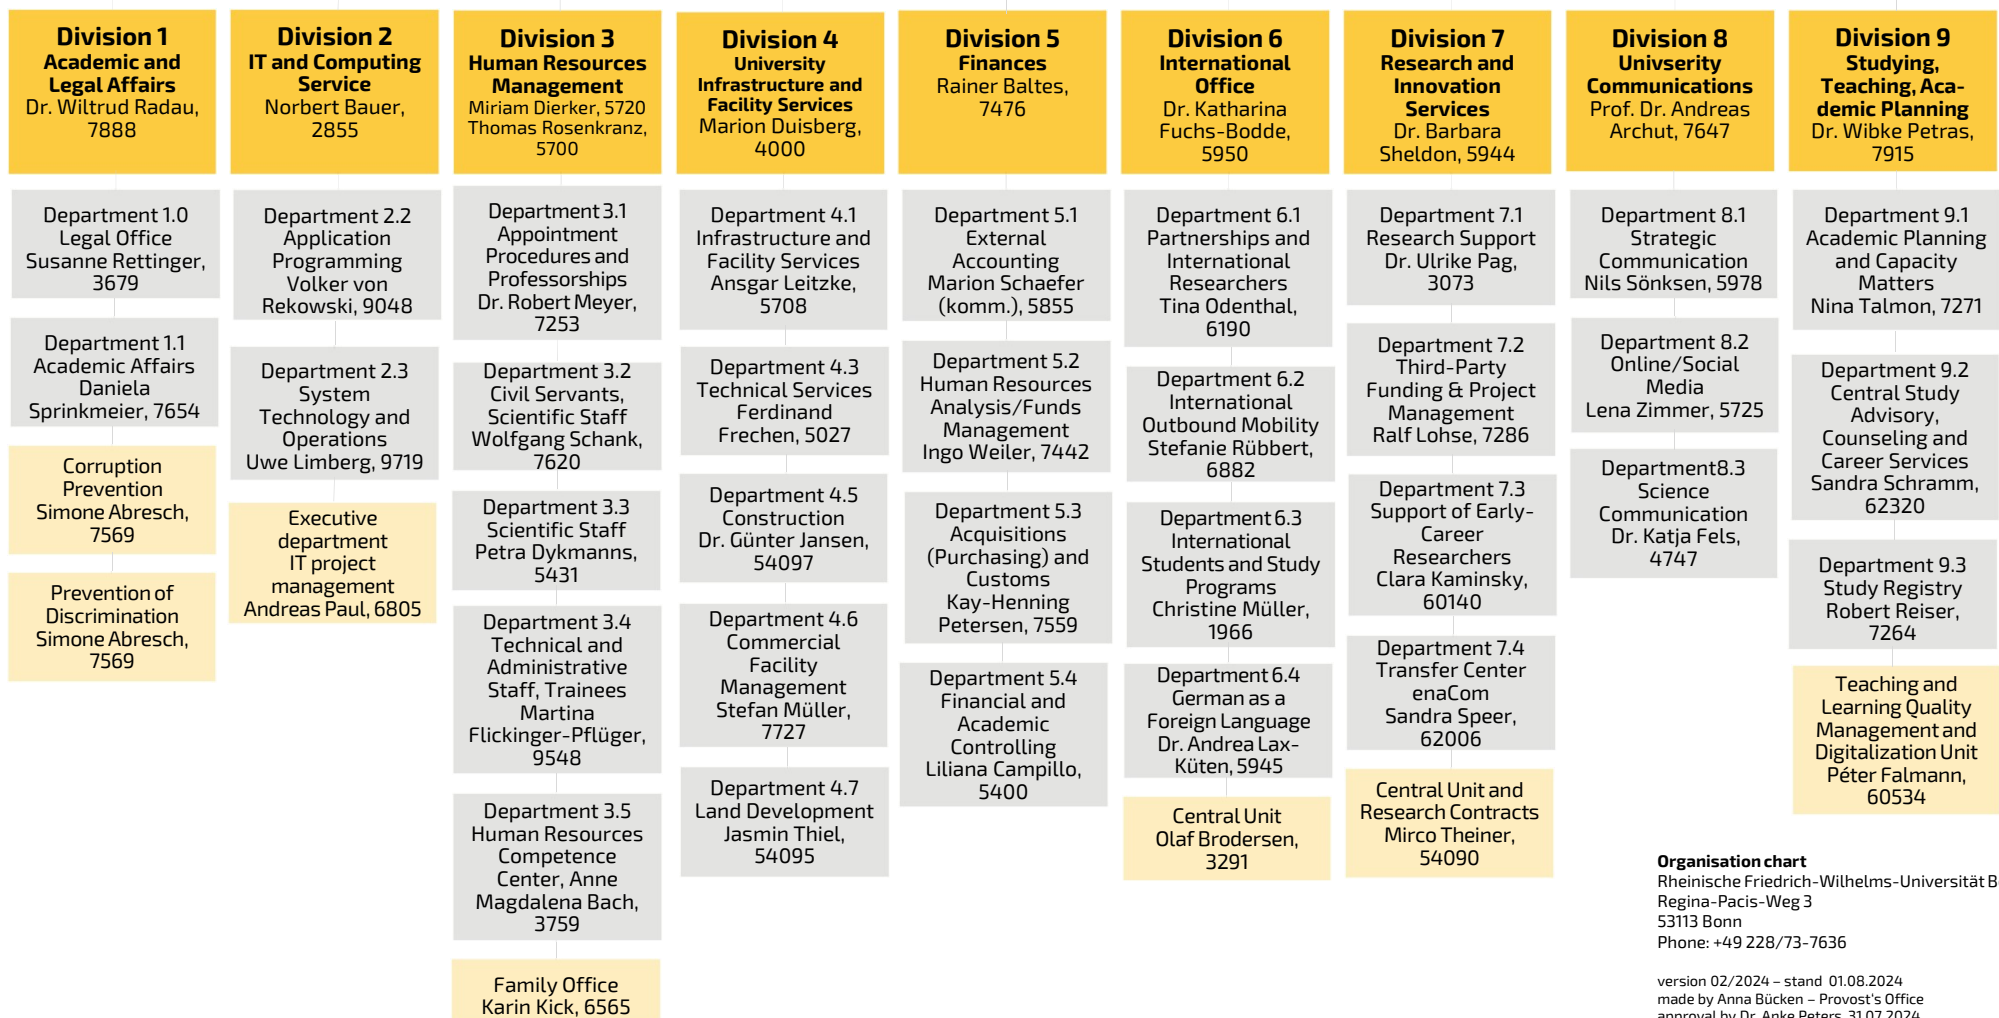 Division 1
Academic and
Legal Affairs
Dr. Wiltrud Radau,
7888
Department 1.0
Legal Office
Susanne Rettinger,
3679
Department 1.1
Academic Affairs
Daniela
Sprinkmeier, 7654
Corruption
Prevention
Simone Abresch,
7569
Prevention of
Discrimination
Simone Abresch,
7569
Division 2
IT and Computing
Service
Norbert Bauer,
2855
Department 2.2
Application
Programming
Volker von
Rekowski, 9048
Department 2.3
System
Technology and
Operations
Uwe Limberg, 9719
Executive
department
IT project
management
Andreas Paul, 6805
Division 3
Human Resources
Management
Miriam Dierker, 5720
Thomas Rosenkranz,
5700
Department 3.1
Appointment
Procedures and
Professorships
Dr. Robert Meyer,
7253
Department 3.2
Civil Servants,
Scientific Staff
Wolfgang Schank,
7620
Department 3.3
Scientific Staff
Petra Dykmanns,
5431
Department 3.4
Technical and
Administrative
Staff, Trainees
Martina
Flickinger-Pflüger,
9548
Department 3.5
Human Resources
Competence
Center, Anne
Magdalena Bach,
3759
Family Office
Karin Kick, 6565
Division 4
University
Infrastructure and
Facility Services
Marion Duisberg,
4000
Department 4.1
Infrastructure and
Facility Services
Ansgar Leitzke,
5708
Department 4.3
Technical Services
Ferdinand
Frechen, 5027
Department 4.5
Construction
Dr. Günter Jansen,
54097
Department 4.6
Commercial
Facility
Management
Stefan Müller,
7727
Department 4.7
Land Development
Jasmin Thiel,
54095
Division 5
Finances
Rainer Baltes,
7476
Department 5.1
External
Accounting
Marion Schaefer
(komm.), 5855
Department 5.2
Human Resources
Analysis/Funds
Management
Ingo Weiler, 7442
Department 5.3
Acquisitions
(Purchasing) and
Customs
Kay-Henning
Petersen, 7559
Department 5.4
Financial and
Academic
Controlling
Liliana Campillo,
5400
Division 6
International
Office
Dr. Katharina
Fuchs-Bodde,
5950
Department 6.1
Partnerships and
International
Researchers
Tina Odenthal,
6190
Department 6.2
International
Outbound Mobility
Stefanie Rübbert,
6882
Department 6.3
International
Students and Study
Programs
Christine Müller,
1966
Department 6.4
German as a
Foreign Language
Dr. Andrea Lax-
Küten, 5945
Central Unit
Olaf Brodersen,
3291
Division 7
Research and
Innovation
Services
Dr. Barbara
Sheldon, 5944
Department 7.1
Research Support
Dr. Ulrike Pag,
3073
Department 7.2
Third-Party
Funding & Project
Management
Ralf Lohse, 7286
Department 7.3
Support of Early-
Career
Researchers
Clara Kaminsky,
60140
Department 7.4
Transfer Center
enaCom
Sandra Speer,
62006
Central Unit and
Research Contracts
Mirco Theiner,
54090
Division 8
Univserity
Communications
Prof. Dr. Andreas
Archut, 7647
Department 8.1
Strategic
Communication
Nils Sönksen, 5978
Department 8.2
Online/Social
Media
Lena Zimmer, 5725
Department8.3
Science
Communication
Dr. Katja Fels,
4747
Division 9
Studying,
Teaching, Aca-
demic Planning
Dr. Wibke Petras,
7915
Department 9.1
Academic Planning
and Capacity
Matters
Nina Talmon, 7271
Department 9.2
Central Study
Advisory,
Counseling and
Career Services
Sandra Schramm,
62320
Department 9.3
Study Registry
Robert Reiser,
7264
Teaching and
Learning Quality
Management and
Digitalization Unit
Péter Falmann,
60534
Organisation chart
Rheinische Friedrich-Wilhelms-Universität
Regina-Pacis-Weg 3
53113 Bonn
Phone: +49 228/73-7636
version 02/2024 – stand 01.08.2024
made by Anna Bücken – Provost's Office
approval by Dr. Anke Peters, 31.07.2024